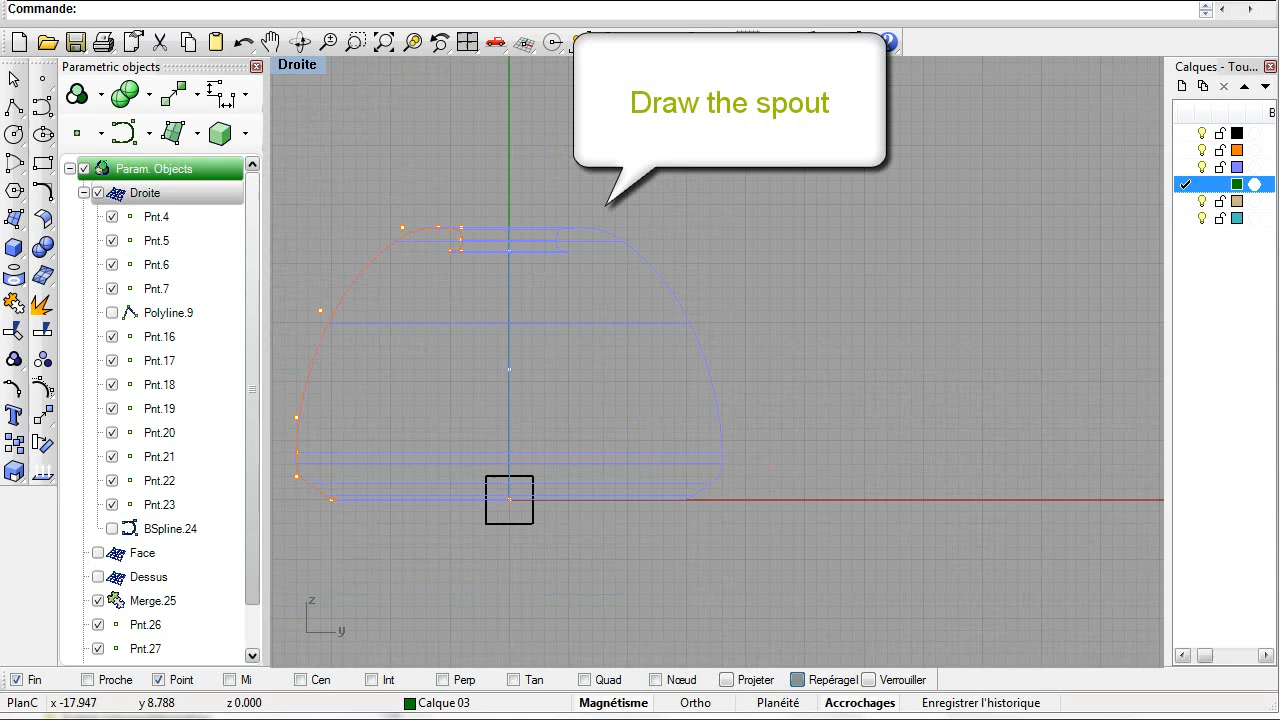 Commande:
Draw the spout
Parametric objects
Droite
Calques - Tou...
B
Param. Objects
Droite
Pnt.4
Pnt.5
Pnt.6
Pnt.7
Polyline.9
Pnt.16
Pnt.17
Pnt.18
Pnt.19
Pnt.20
Pnt.21
Pnt.22
Pnt.23
BSpline.24
Face
Dessus
Merge.25
Pnt.26
Pnt.27
z
y
Fin Proche Point Mi Cen Int Perp Tan Quad Nœud Projeter Repéragel Verrouiller
PlanC x -17.947 y 8.788 z 0.000 Calque 03 Magnétisme Ortho Planéité Accrochages Enregistrer l'historique